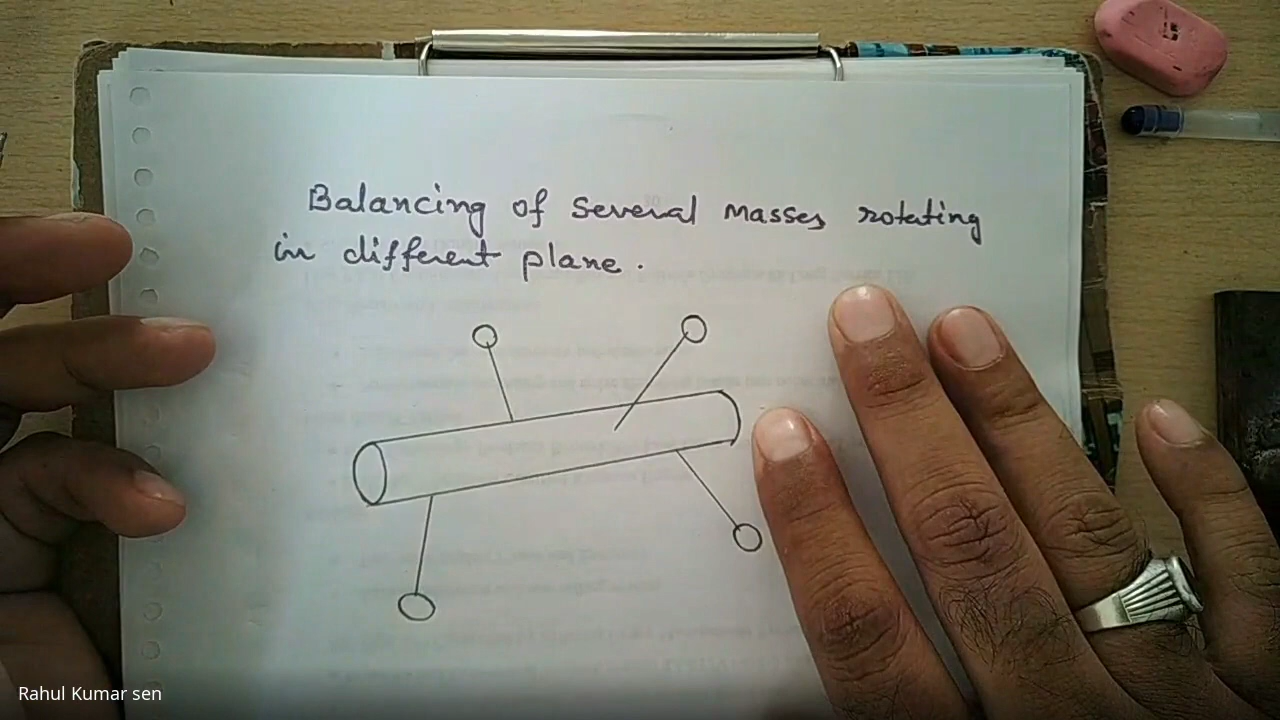 Balancing of several masses rotating
in different plane.
Rahul Kumar sen